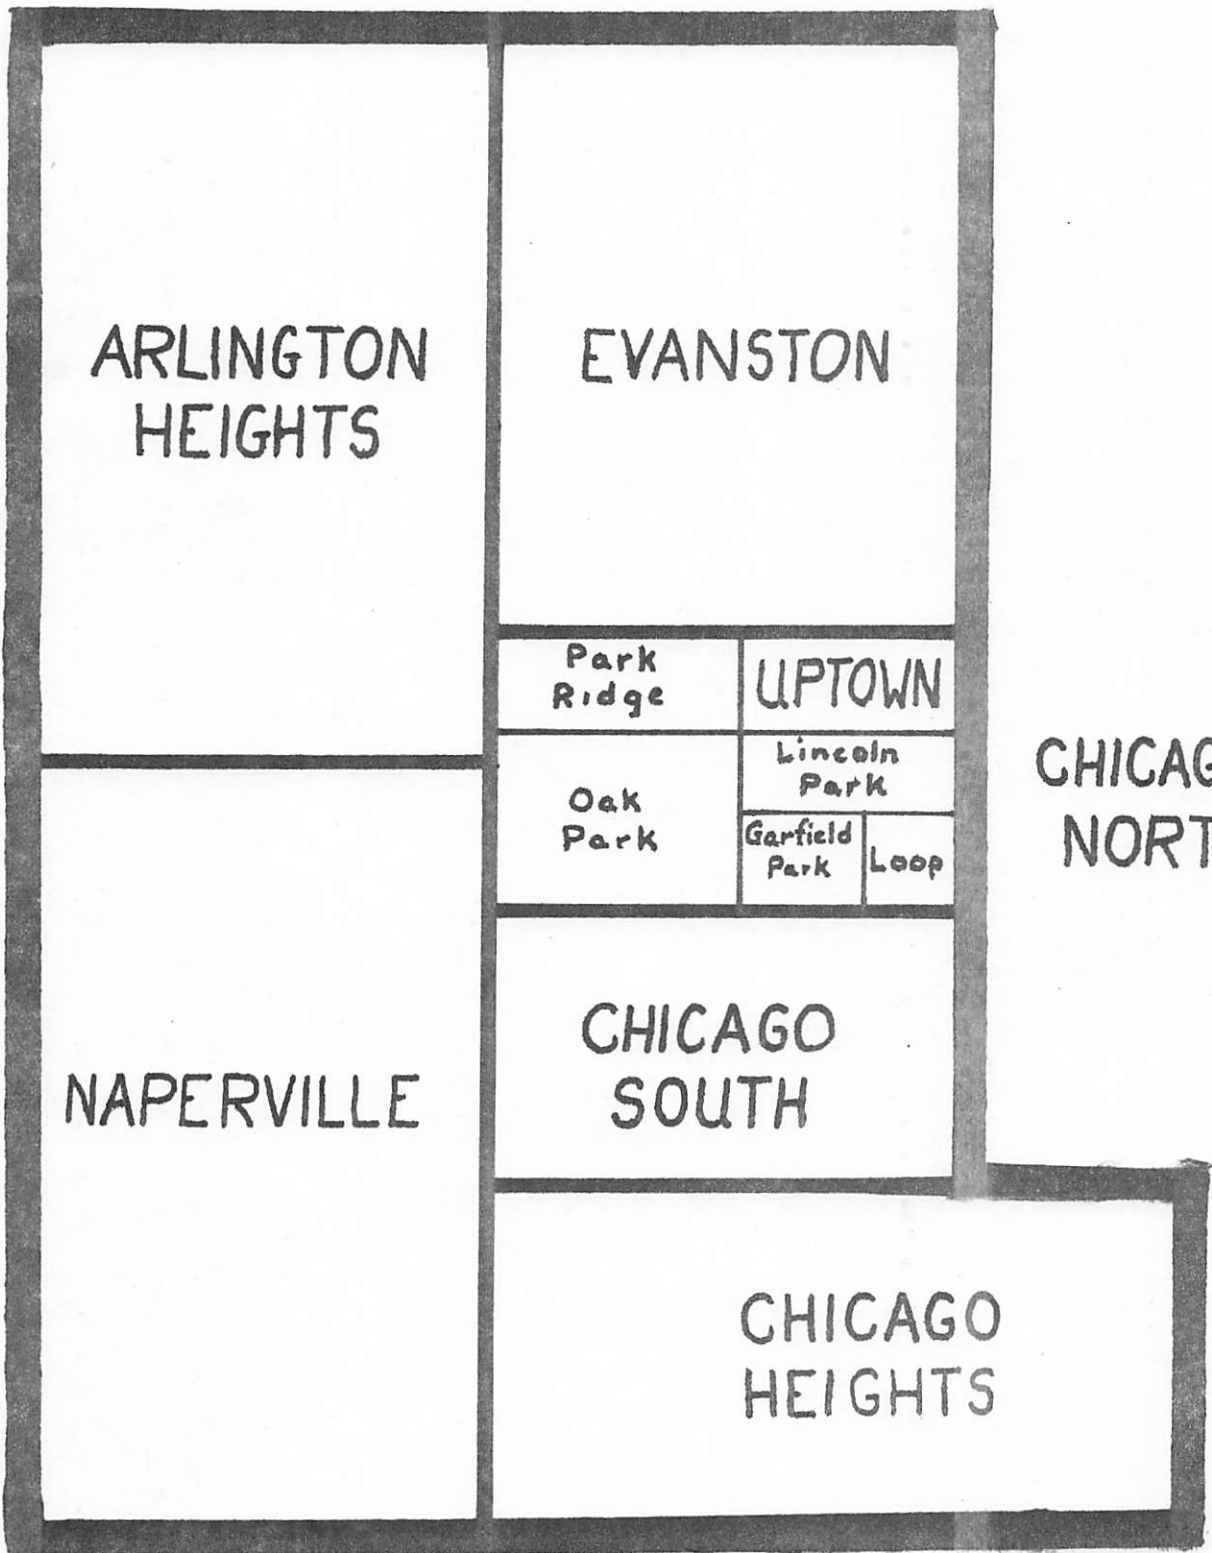 ARLINGTON
HEIGHTS
EVANSTON
Park
Ridge
UPTOWN
Oak
Park
Lincoln
Park
Garfield
Park
Loop
CHICAG
NORT
NAPERVILLE
CHICAGO
SOUTH
CHICAGO
HEIGHTS